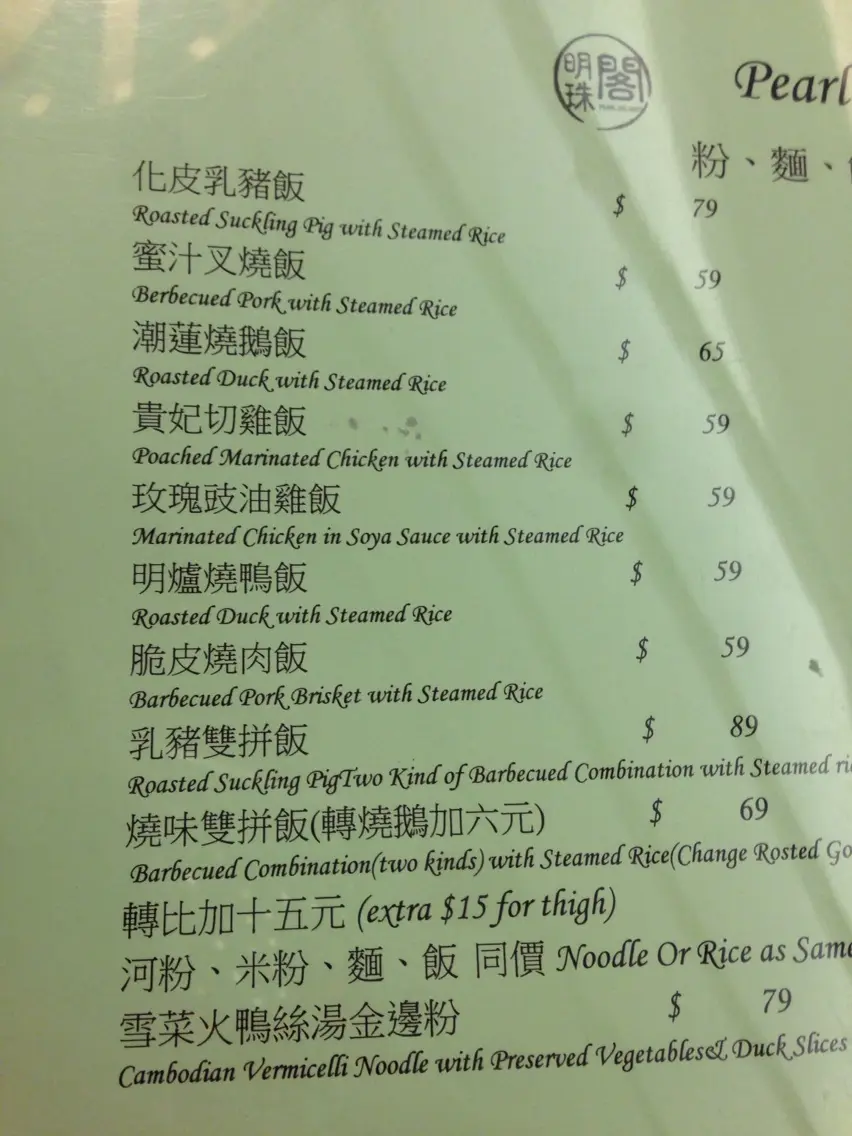 明珠閣 Pearl
粉、麵、
化皮乳豬飯 $ 79
Roasted Suckling Pig with Steamed Rice
蜜汁叉燒飯 $ 59
Berbecued Pork with Steamed Rice
潮蓮燒鵝飯 $ 65
Roasted Duck with Steamed Rice
貴妃切雞飯 $ 59
Poached Marinated Chicken with Steamed Rice
玫瑰豉油雞飯 $ 59
Marinated Chicken in Soya Sauce with Steamed Rice
明爐燒鴨飯 $ 59
Roasted Duck with Steamed Rice
脆皮燒肉飯 $ 59
Barbecued Pork Brisket with Steamed Rice
乳豬雙拼飯 $ 89
Roasted Suckling PigTwo Kind of Barbecued Combination with Steamed ri
燒味雙拼飯(轉燒鵝加六元) $ 69
Barbecued Combination(two kinds) with Steamed Rice(Change Rosted Go
轉比加十五元 (extra $15 for thigh)
河粉、米粉、麵、飯 同價 Noodle Or Rice as Same
雪菜火鴨絲湯金邊粉 $ 79
Cambodian Vermicelli Noodle with Preserved Vegetables& Duck Slices